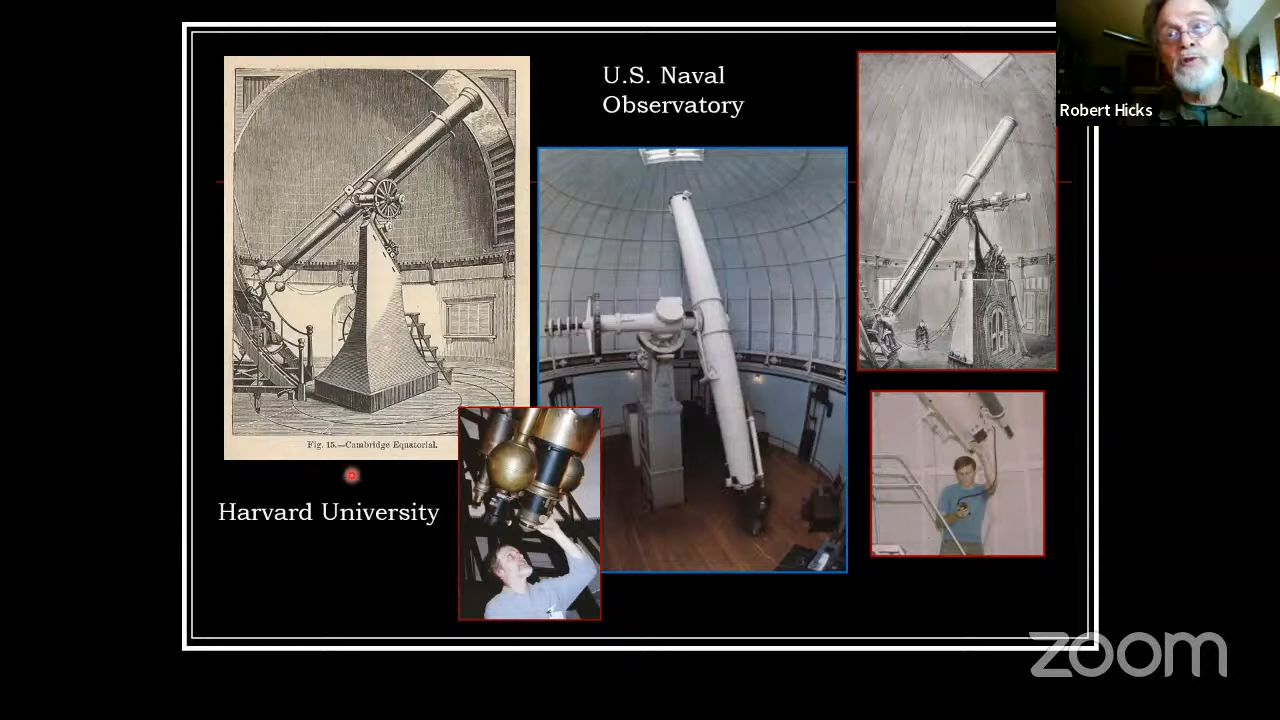 U.S. Naval
Observatory
Robert Hicks
Fig. 15.—Cambridge Equatorial.
Harvard University
zoom